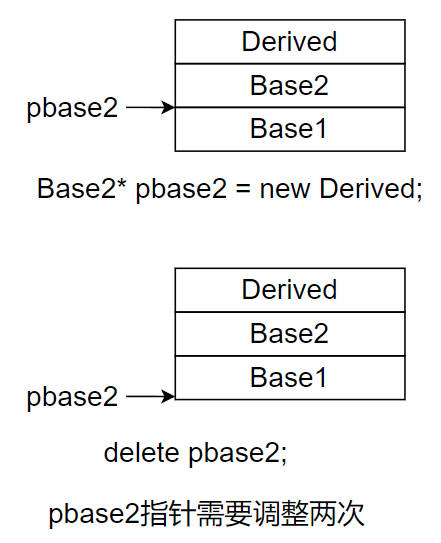 Derived
Base2
pbase2
Base1
Base2* pbase2 = new Derived;
Derived
Base2
Base1
pbase2
delete pbase2;
pbase2指针需要调整两次